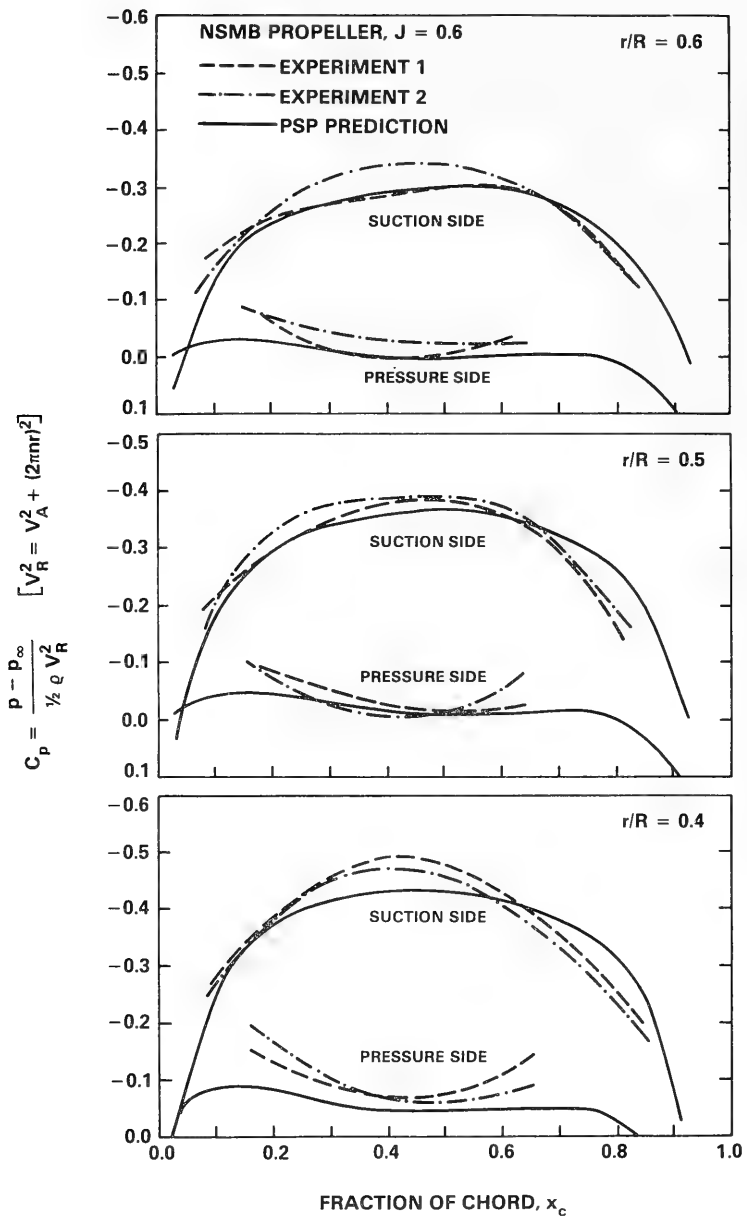 NSMB PROPELLER, J = 0.6
r/R = 0.6
EXPERIMENT 1
EXPERIMENT 2
PSP PREDICTION
−0.6
−0.5
−0.4
−0.3
−0.2
−0.1
0.0
0.1
SUCTION SIDE
PRESSURE SIDE
r/R = 0.5
−0.5
−0.4
−0.3
−0.2
−0.1
0.0
0.1
SUCTION SIDE
PRESSURE SIDE
C_p = (p − p_∞) / (½ ϱ V_R^2) [V_R^2 = V_A^2 + (2πnr)^2]
r/R = 0.4
−0.6
−0.5
−0.4
−0.3
−0.2
−0.1
0.0
SUCTION SIDE
PRESSURE SIDE
0.0 0.2 0.4 0.6 0.8 1.0
FRACTION OF CHORD, x_c